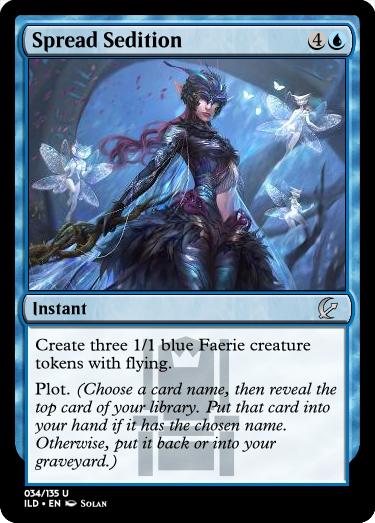 Spread Sedition 4
Instant
Create three 1/1 blue Faerie creature
tokens with flying.
Plot. (Choose a card name, then reveal the
top card of your library. Put that card into
your hand if it has the chosen name.
Otherwise, put it back or into your
graveyard.)
034/135 U
ILD • EN Solan